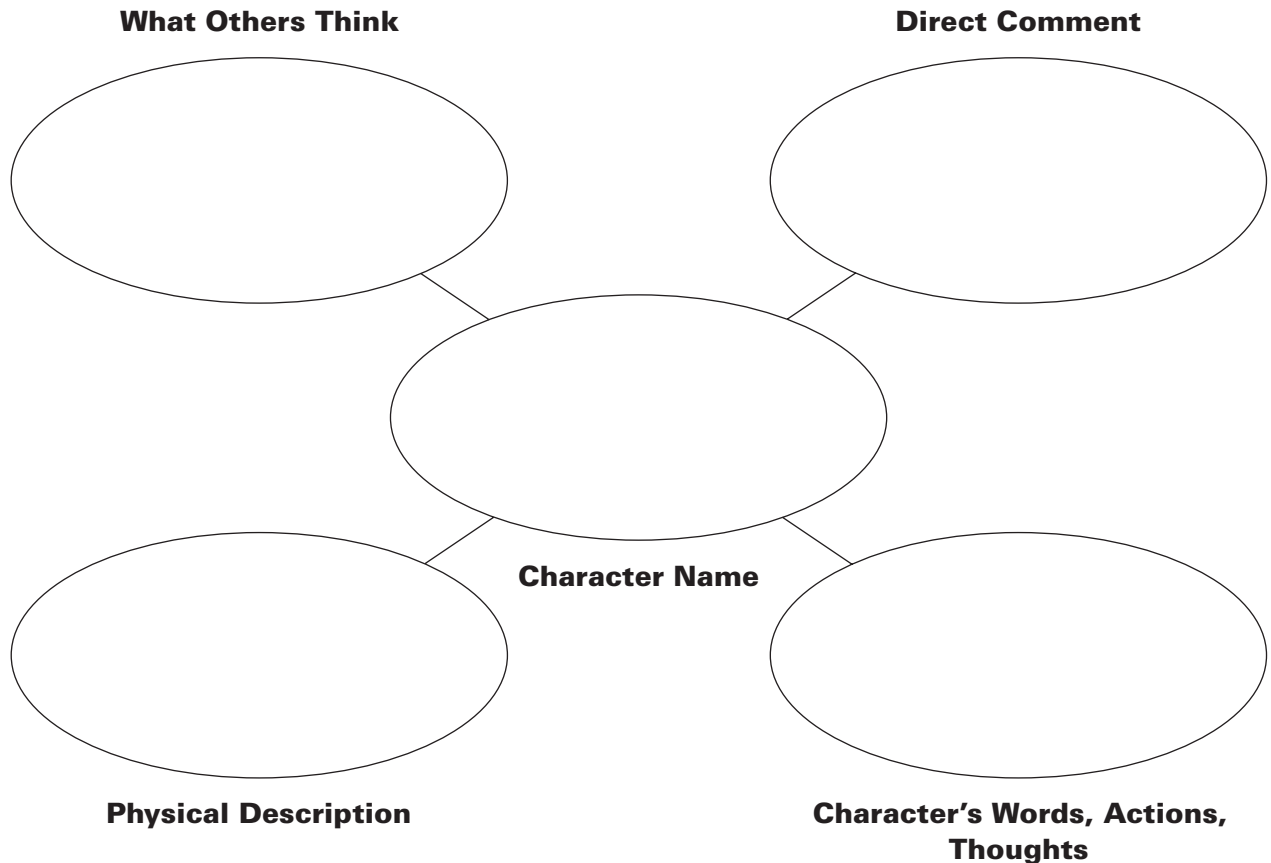 What Others Think
Direct Comment
Character Name
Physical Description
Character’s Words, Actions,
Thoughts